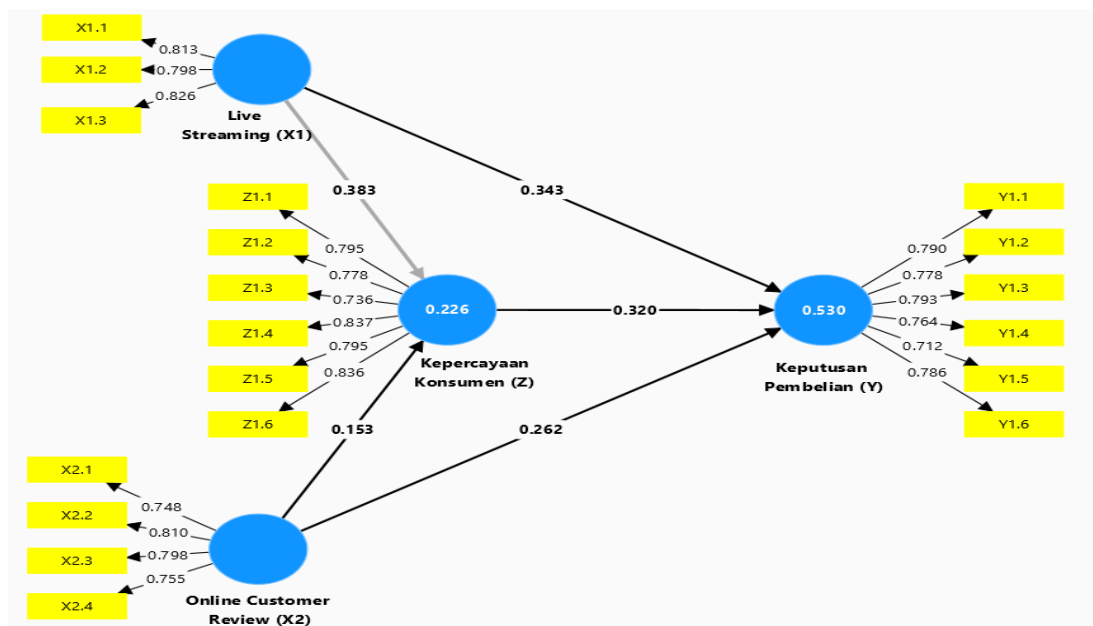 X1.1
0.813
X1.2
0.798
0.826
X1.3
Live
Streaming (X1)
0.383
0.343
Z1.1
0.795
Z1.2
0.778
Z1.3
0.736
Z1.4
0.837
0.795
Z1.5
0.836
Z1.6
0.226
Kepercayaan
Konsumen (Z)
0.320
0.530
Keputusan
Pembelian (Y)
Y1.1
0.790
Y1.2
0.778
Y1.3
0.793
0.764
Y1.4
0.712
Y1.5
0.786
Y1.6
0.153
0.262
X2.1
0.748
X2.2
0.810
X2.3
0.798
0.755
X2.4
Online Customer
Review (X2)